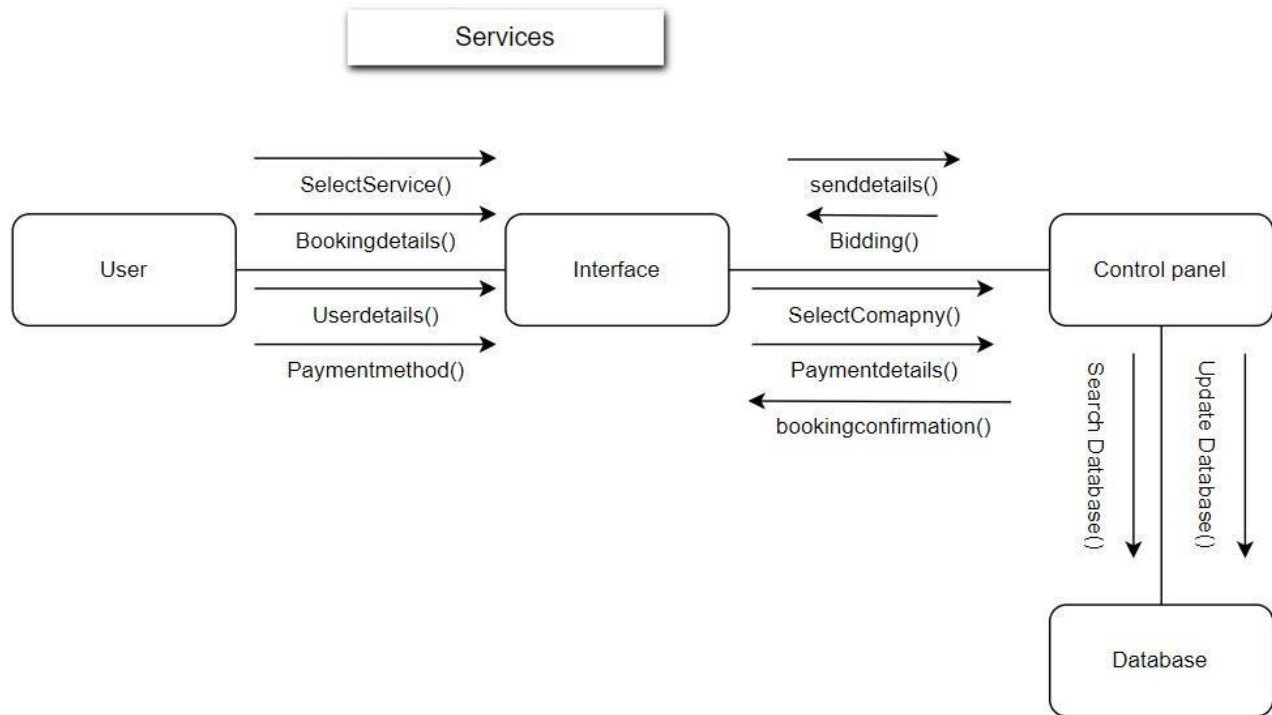 Services
SelectService()
senddetails()
Bookingdetails()
Bidding()
User
Interface
Control panel
Userdetails()
SelectComapny()
Paymentmethod()
Paymentdetails()
bookingconfirmation()
Search Database()
Update Database()
Database